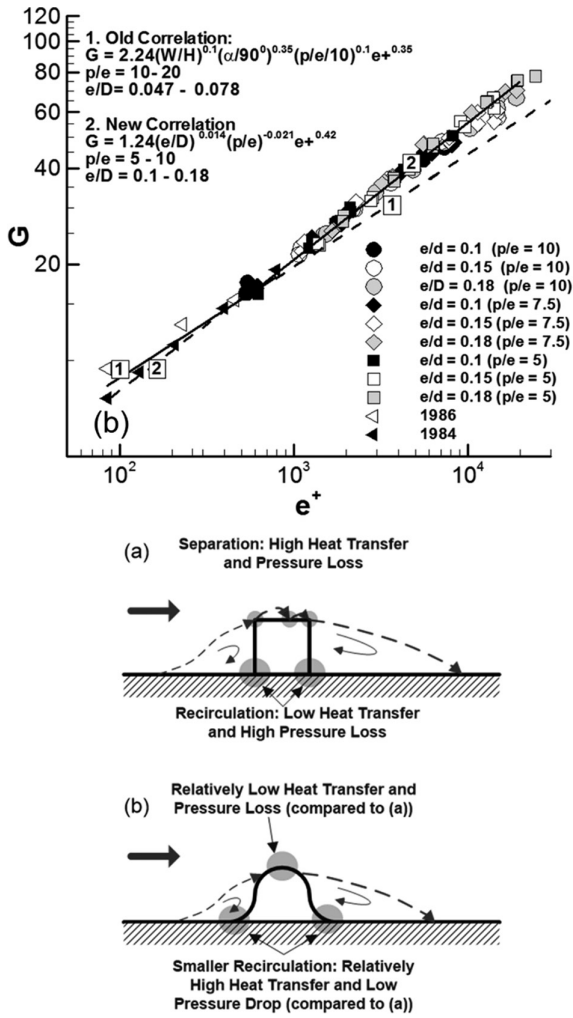 120
100
80
60
40
20
G
1. Old Correlation:
G = 2.24(W/H)^0.1(α/90^0)^0.35(p/e/10)^0.1e+^0.35
p/e = 10- 20
e/D= 0.047 - 0.078
2. New Correlation
G = 1.24(e/D)^0.014(p/e)^-0.021e+^0.42
p/e = 5 - 10
e/D = 0.1 - 0.18
2
1
1
2
e/d = 0.1 (p/e = 10)
e/d = 0.15 (p/e = 10)
e/D = 0.18 (p/e = 10)
e/d = 0.1 (p/e = 7.5)
e/d = 0.15 (p/e = 7.5)
e/d = 0.18 (p/e = 7.5)
e/d = 0.1 (p/e = 5)
e/d = 0.15 (p/e = 5)
e/d = 0.18 (p/e = 5)
1986
1984
(b)
10^2 10^3 10^4
e^+
(a)
Separation: High Heat Transfer
and Pressure Loss
Recirculation: Low Heat Transfer
and High Pressure Loss
(b)
Relatively Low Heat Transfer and
Pressure Loss (compared to (a))
Smaller Recirculation: Relatively
High Heat Transfer and Low
Pressure Drop (compared to (a))